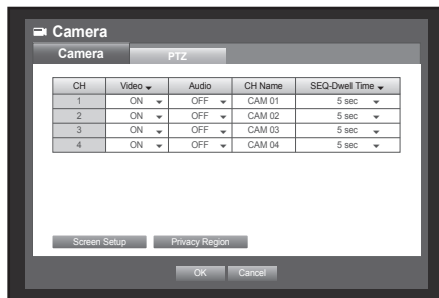 Camera
Camera PTZ
CH Video Audio CH Name SEQ-Dwell Time
1 ON OFF CAM 01 5 sec
2 ON OFF CAM 02 5 sec
3 ON OFF CAM 03 5 sec
4 ON OFF CAM 04 5 sec
Screen Setup Privacy Region
OK Cancel